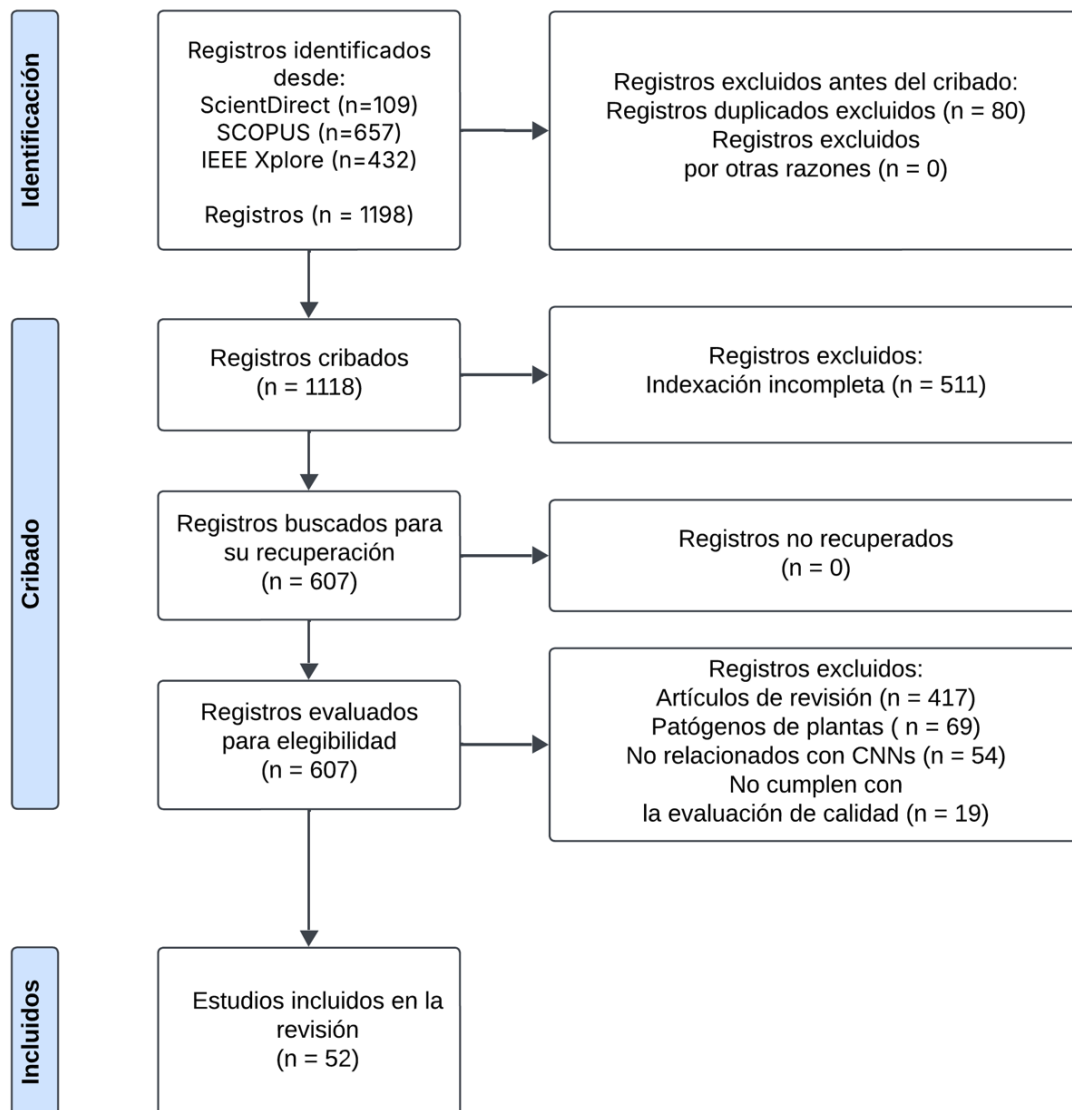 Identificación
Registros identificados
desde:
ScientDirect (n=109)
SCOPUS (n=657)
IEEE Xplore (n=432)
Registros (n = 1198)
Registros excluidos antes del cribado:
Registros duplicados excluidos (n = 80)
Registros excluidos
por otras razones (n = 0)
Cribado
Registros cribados
(n = 1118)
Registros excluidos:
Indexación incompleta (n = 511)
Registros buscados para
su recuperación
(n = 607)
Registros no recuperados
(n = 0)
Registros evaluados
para elegibilidad
(n = 607)
Registros excluidos:
Artículos de revisión (n = 417)
Patógenos de plantas ( n = 69)
No relacionados con CNNs (n = 54)
No cumplen con
la evaluación de calidad (n = 19)
Incluidos
Estudios incluidos en la
revisión
(n = 52)